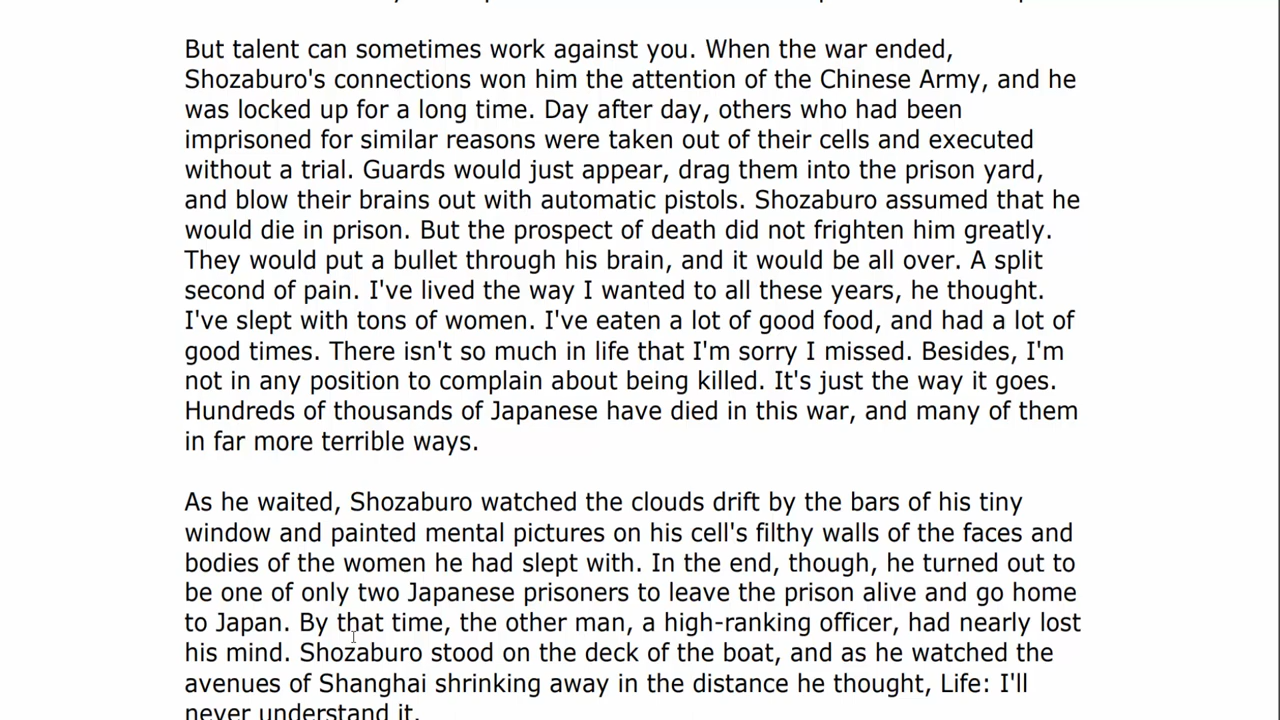 But talent can sometimes work against you. When the war ended,
Shozaburo's connections won him the attention of the Chinese Army, and he
was locked up for a long time. Day after day, others who had been
imprisoned for similar reasons were taken out of their cells and executed
without a trial. Guards would just appear, drag them into the prison yard,
and blow their brains out with automatic pistols. Shozaburo assumed that he
would die in prison. But the prospect of death did not frighten him greatly.
They would put a bullet through his brain, and it would be all over. A split
second of pain. I've lived the way I wanted to all these years, he thought.
I've slept with tons of women. I've eaten a lot of good food, and had a lot of
good times. There isn't so much in life that I'm sorry I missed. Besides, I'm
not in any position to complain about being killed. It's just the way it goes.
Hundreds of thousands of Japanese have died in this war, and many of them
in far more terrible ways.
As he waited, Shozaburo watched the clouds drift by the bars of his tiny
window and painted mental pictures on his cell's filthy walls of the faces and
bodies of the women he had slept with. In the end, though, he turned out to
be one of only two Japanese prisoners to leave the prison alive and go home
to Japan. By that time, the other man, a high-ranking officer, had nearly lost
his mind. Shozaburo stood on the deck of the boat, and as he watched the
avenues of Shanghai shrinking away in the distance he thought, Life: I'll
never understand it.